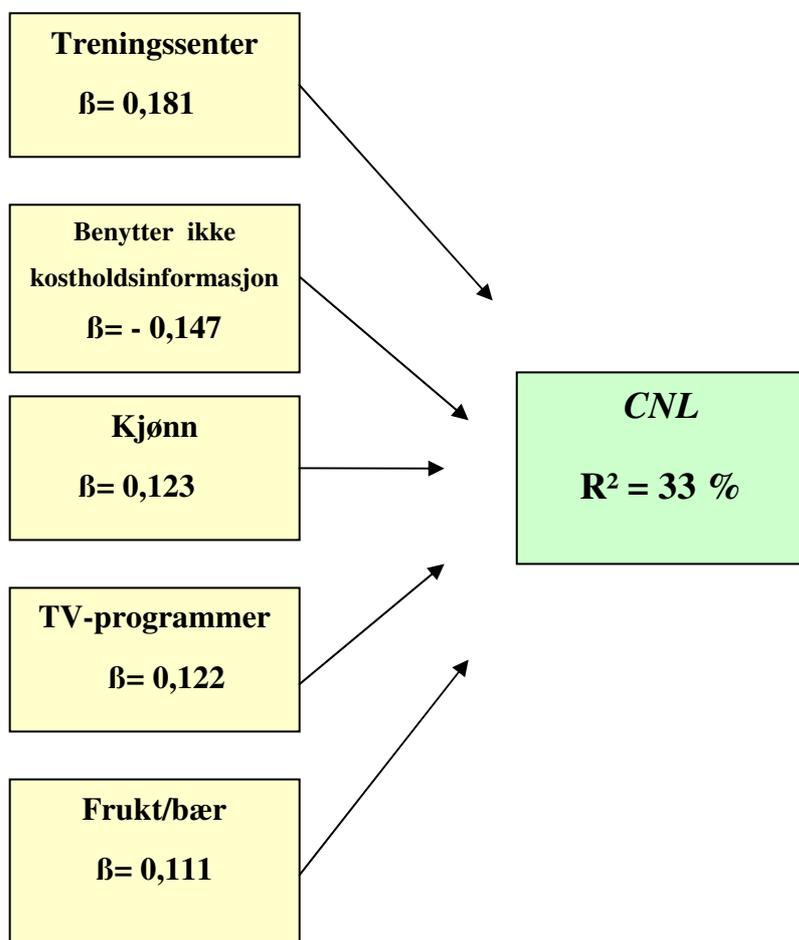 Treningssenter
ß= 0,181
Benytter ikke
kostholdsinformasjon
ß= - 0,147
Kjønn
ß= 0,123
TV-programmer
ß= 0,122
Frukt/bær
ß= 0,111
CNL
R² = 33 %